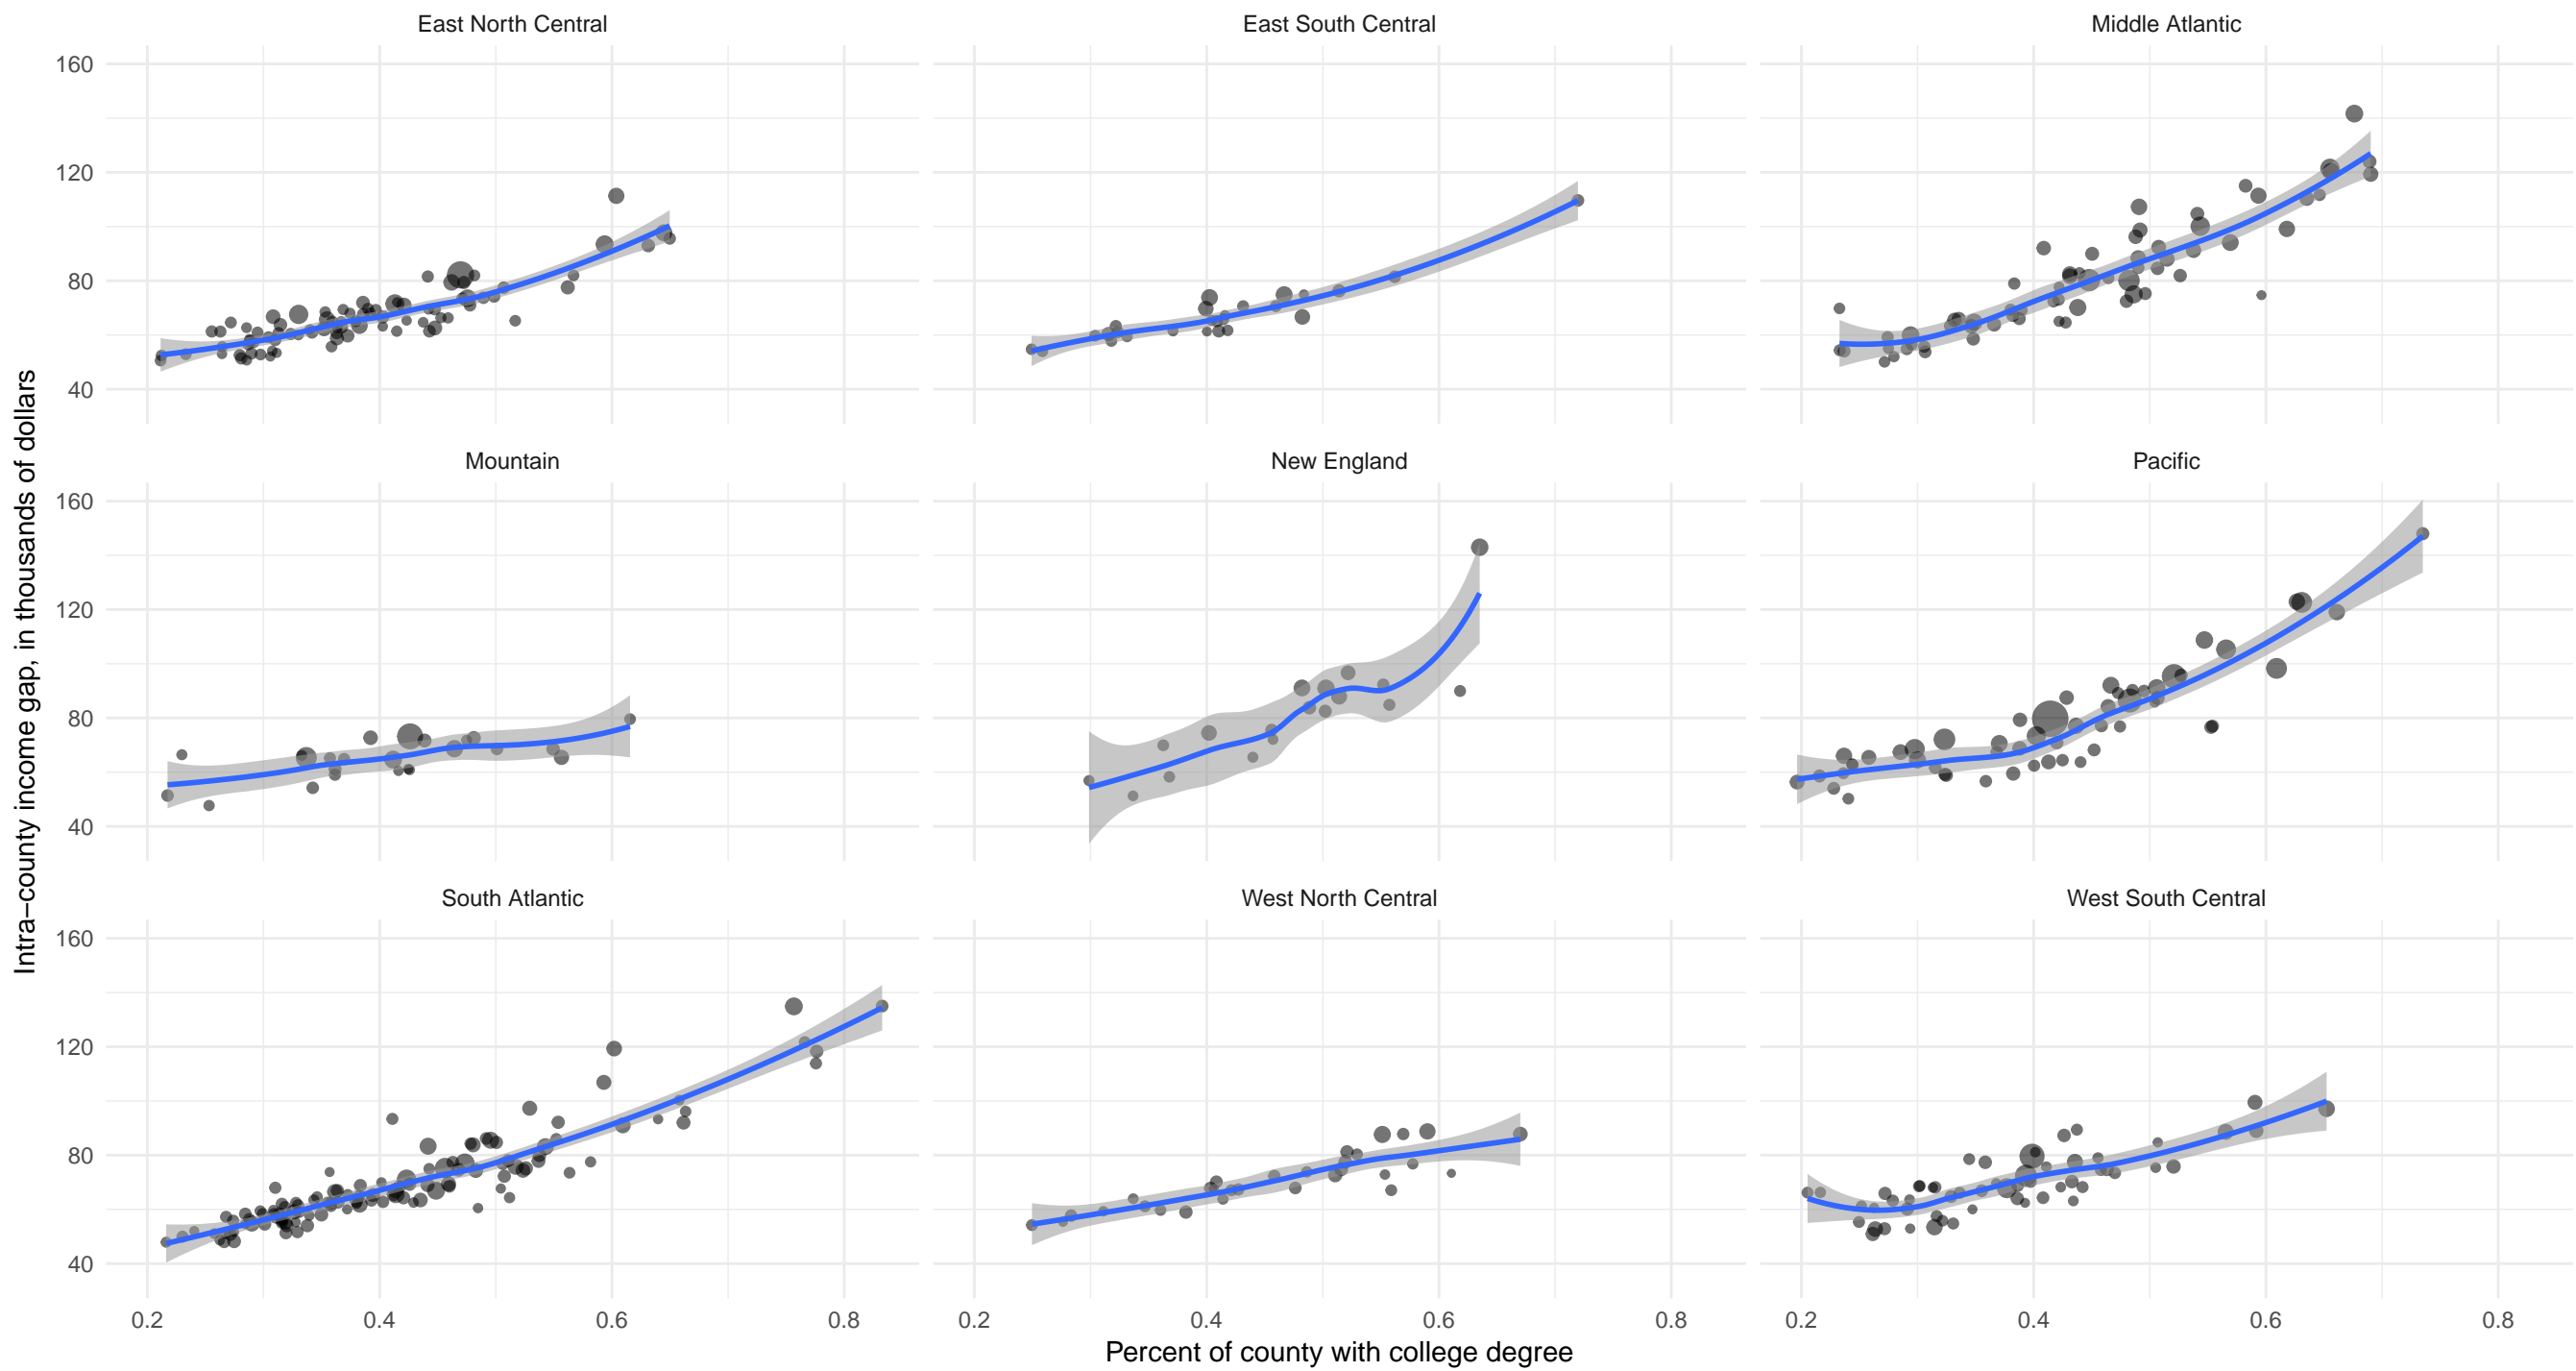 East North Central
East South Central
Middle Atlantic
160
120
80
40
Mountain
New England
Pacific
160
120
80
40
Intra−county income gap, in thousands of dollars
South Atlantic
West North Central
West South Central
160
120
80
40
0.2 0.4 0.6 0.8
0.2 0.4 0.6 0.8
0.2 0.4 0.6 0.8
Percent of county with college degree